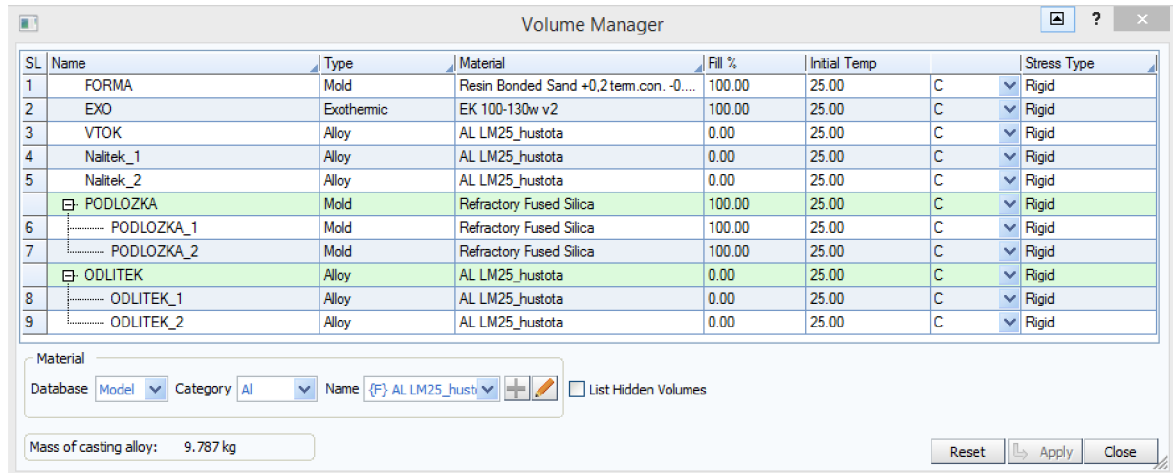 Volume Manager ?
SL Name Type Material Fill % Initial Temp Stress Type
1 FORMA Mold Resin Bonded Sand +0,2 term.con. -0.... 100.00 25.00 C Rigid
2 EXO Exothermic EK 100-130w v2 100.00 25.00 C Rigid
3 VTOK Alloy AL LM25_hustota 0.00 25.00 C Rigid
4 Nalitek_1 Alloy AL LM25_hustota 0.00 25.00 C Rigid
5 Nalitek_2 Alloy AL LM25_hustota 0.00 25.00 C Rigid
PODLOZKA Mold Refractory Fused Silica 100.00 25.00 C Rigid
6 PODLOZKA_1 Mold Refractory Fused Silica 100.00 25.00 C Rigid
7 PODLOZKA_2 Mold Refractory Fused Silica 100.00 25.00 C Rigid
ODLITEK Alloy AL LM25_hustota 0.00 25.00 C Rigid
8 ODLITEK_1 Alloy AL LM25_hustota 0.00 25.00 C Rigid
9 ODLITEK_2 Alloy AL LM25_hustota 0.00 25.00 C Rigid
Material
Database Model Category Al Name {F} AL LM25_hust List Hidden Volumes
Mass of casting alloy: 9.787 kg Reset Apply Close